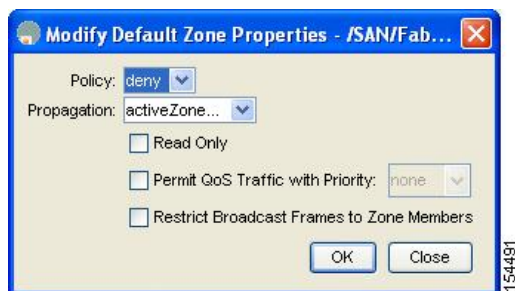 Modify Default Zone Properties - /SAN/Fab...
Policy: deny
Propagation: activeZone...
Read Only
Permit QoS Traffic with Priority: none
Restrict Broadcast Frames to Zone Members
OK Close
154491